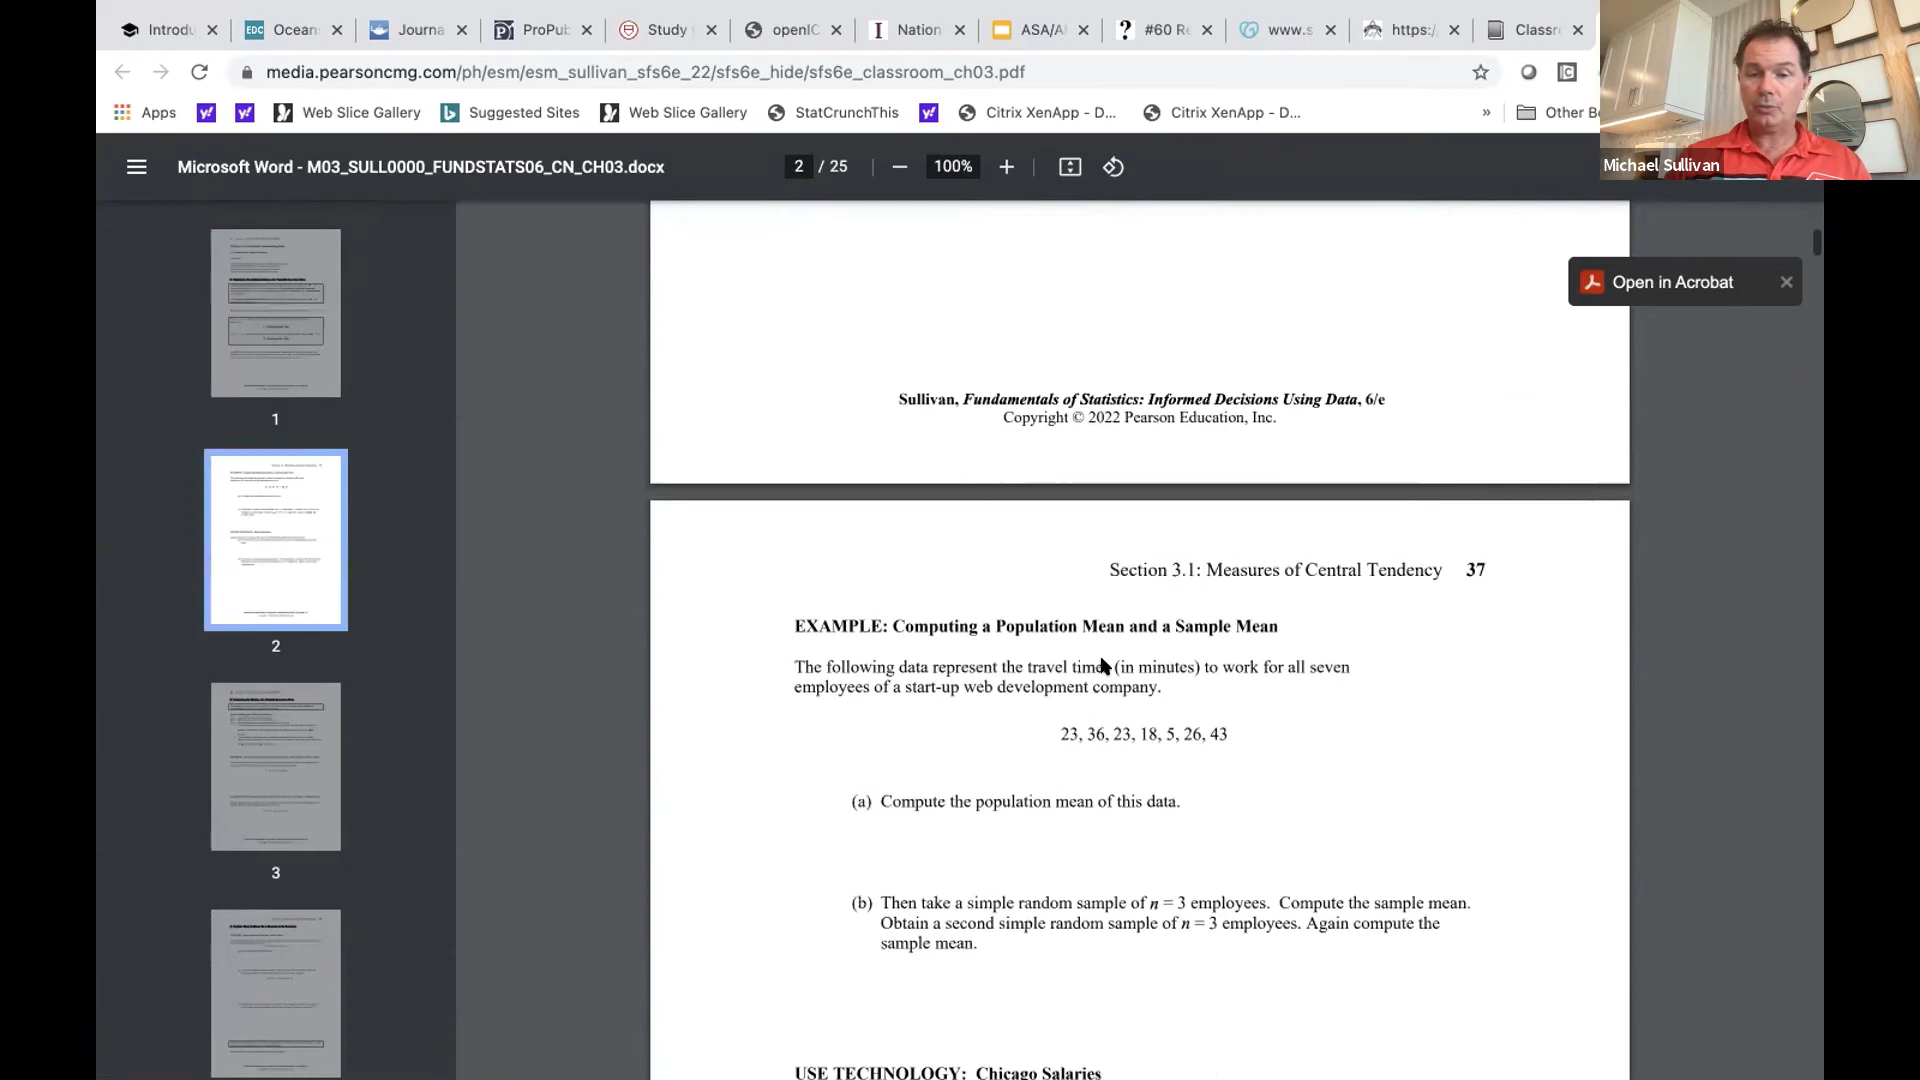 Introdu
Ocean
Journa
ProPub
Study
openIC
Nation
ASA/A
#60 Re
www.s
https:/
Classr
media.pearsoncmg.com/ph/esm/esm_sullivan_sfs6e_22/sfs6e_hide/sfs6e_classroom_ch03.pdf
Apps
Web Slice Gallery
Suggested Sites
Web Slice Gallery
StatCrunchThis
Citrix XenApp - D...
Citrix XenApp - D...
»
Other B
Michael Sullivan
Microsoft Word - M03_SULL0000_FUNDSTATS06_CN_CH03.docx
2 / 25
100%
Open in Acrobat
1
2
3
Sullivan, Fundamentals of Statistics: Informed Decisions Using Data, 6/e
Copyright © 2022 Pearson Education, Inc.
Section 3.1: Measures of Central Tendency 37
EXAMPLE: Computing a Population Mean and a Sample Mean
The following data represent the travel time (in minutes) to work for all seven
employees of a start-up web development company.
23, 36, 23, 18, 5, 26, 43
(a) Compute the population mean of this data.
(b) Then take a simple random sample of n = 3 employees. Compute the sample mean.
Obtain a second simple random sample of n = 3 employees. Again compute the
sample mean.
USE TECHNOLOGY: Chicago Salaries